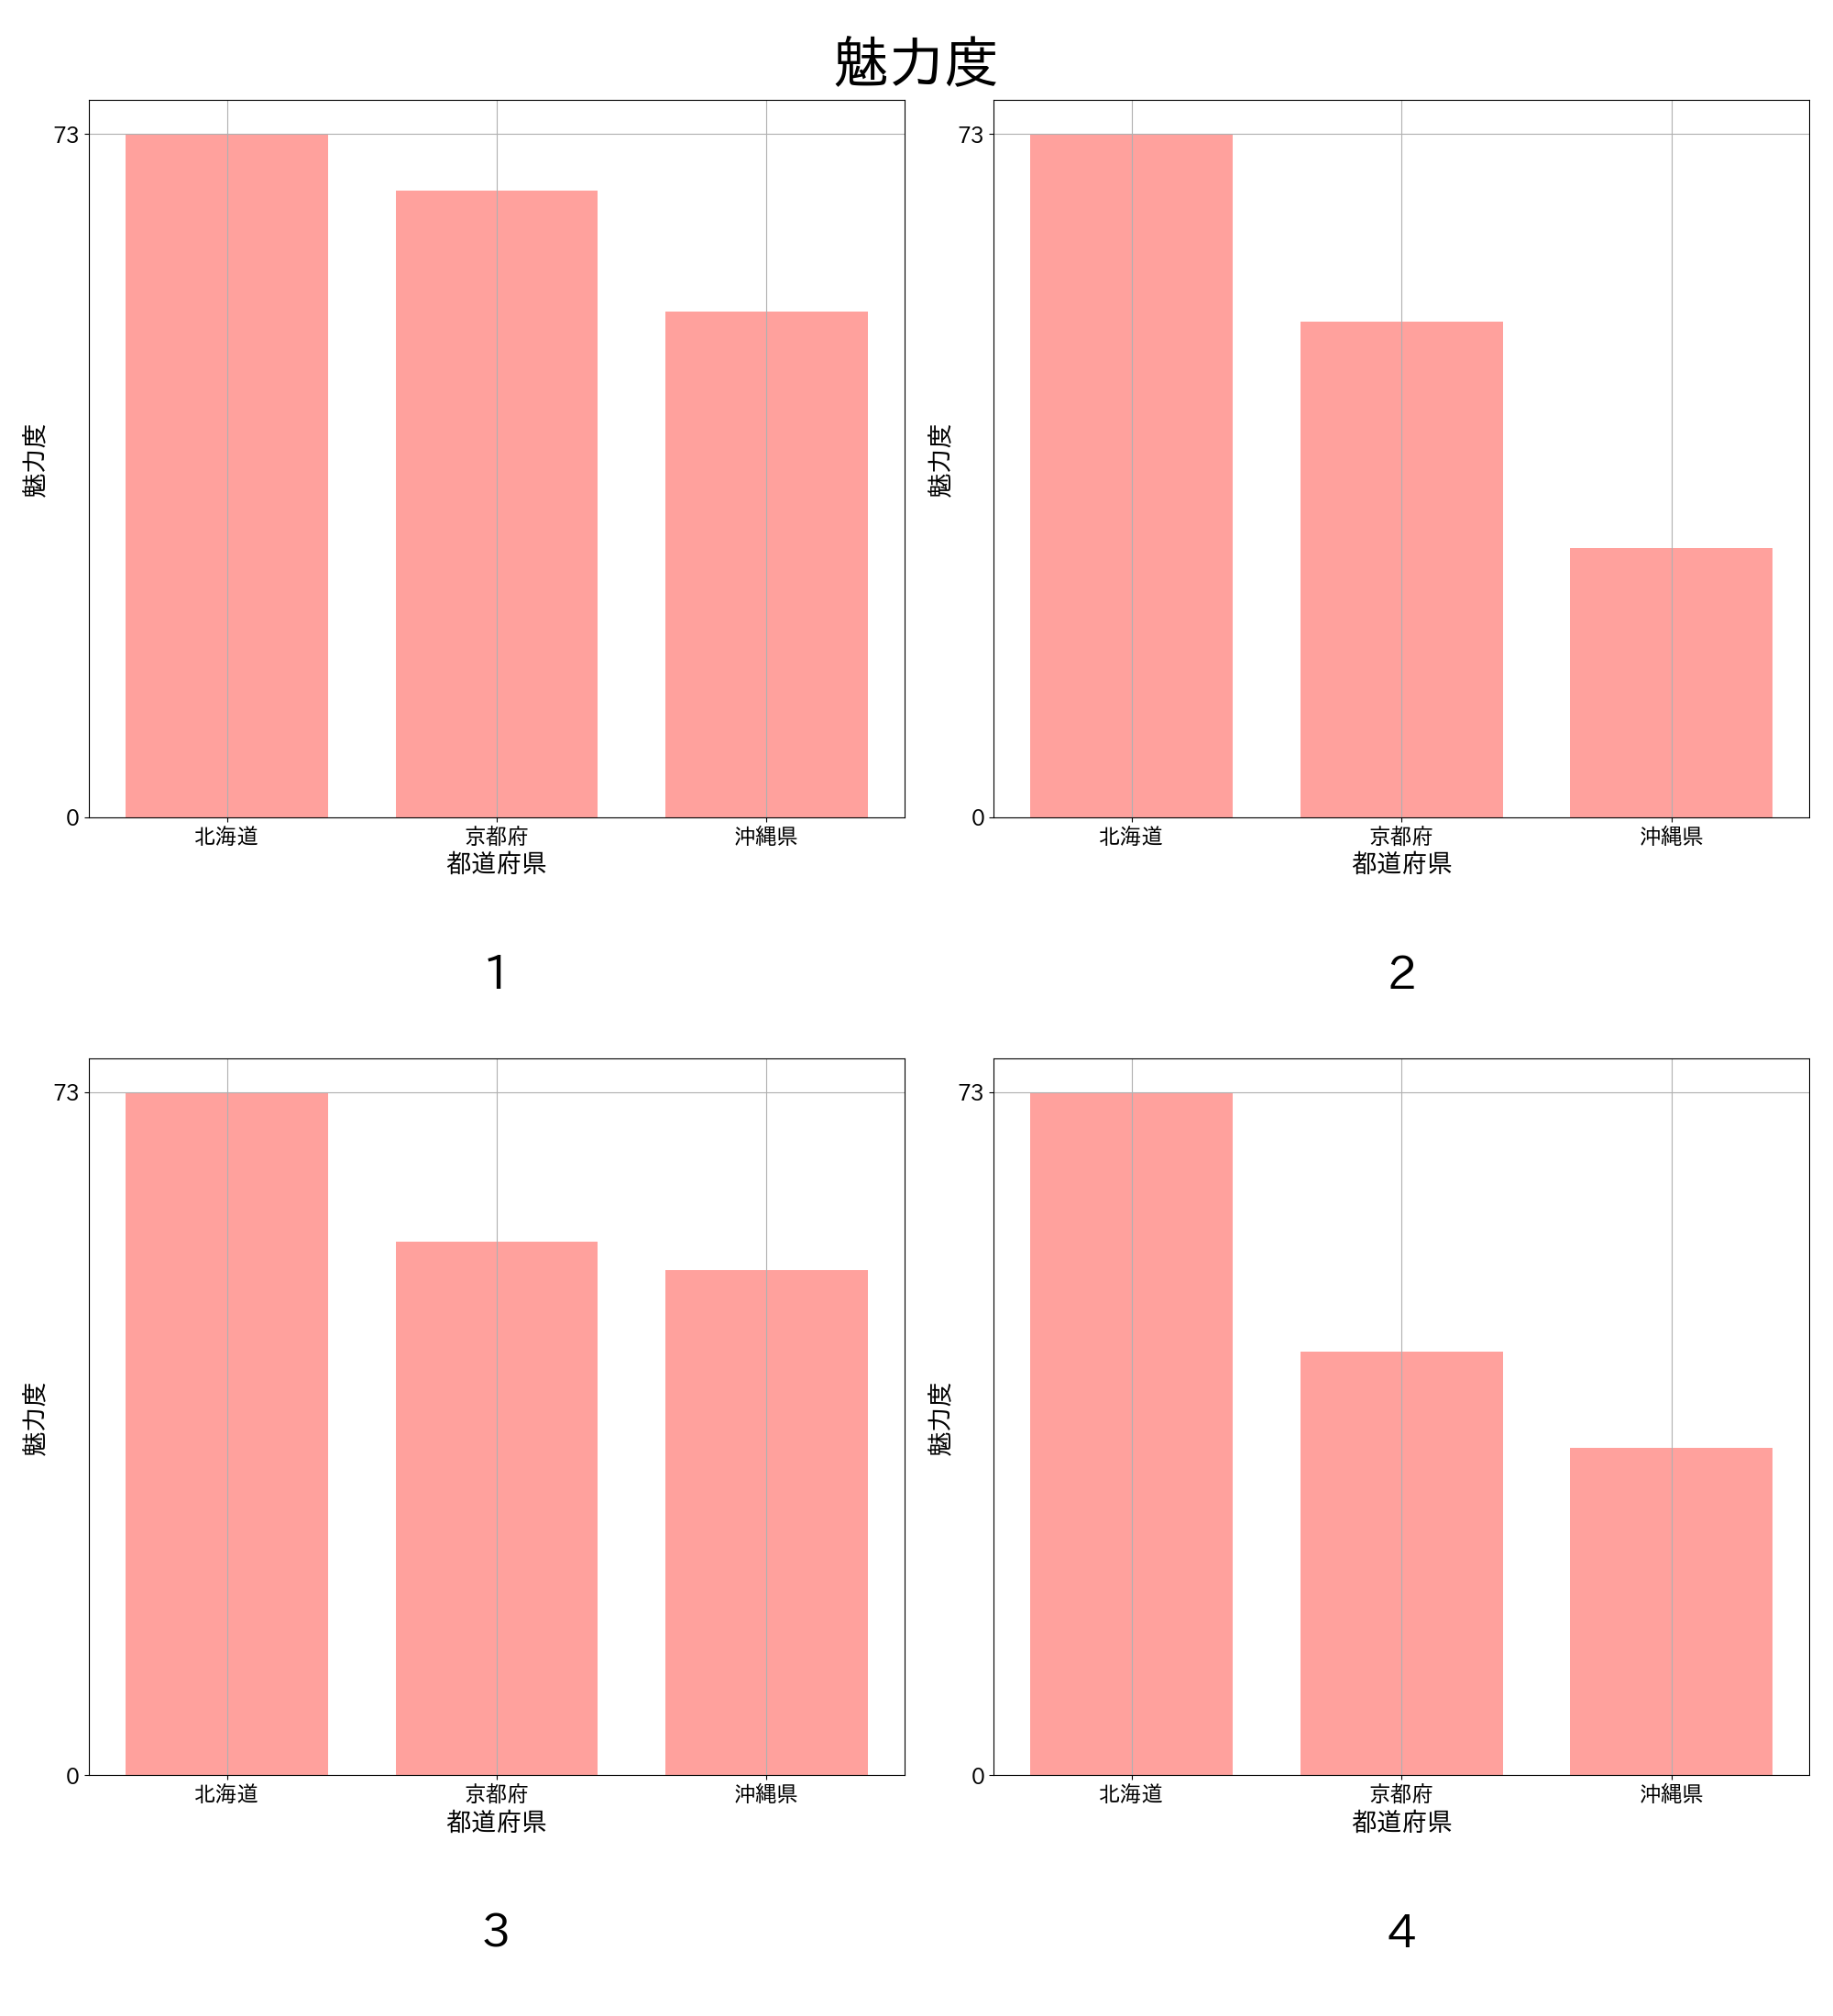 魅力度
73
0
魅力度
北海道 京都府 沖縄県
都道府県
1
73
0
魅力度
北海道 京都府 沖縄県
都道府県
2
73
0
魅力度
北海道 京都府 沖縄県
都道府県
3
73
0
魅力度
北海道 京都府 沖縄県
都道府県
4